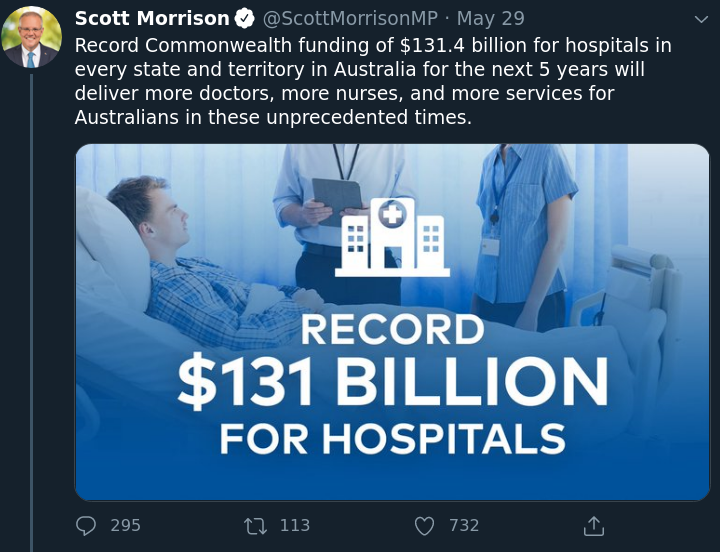 Scott Morrison @ScottMorrisonMP · May 29
Record Commonwealth funding of $131.4 billion for hospitals in
every state and territory in Australia for the next 5 years will
deliver more doctors, more nurses, and more services for
Australians in these unprecedented times.
RECORD
$131 BILLION
FOR HOSPITALS
295 113 732